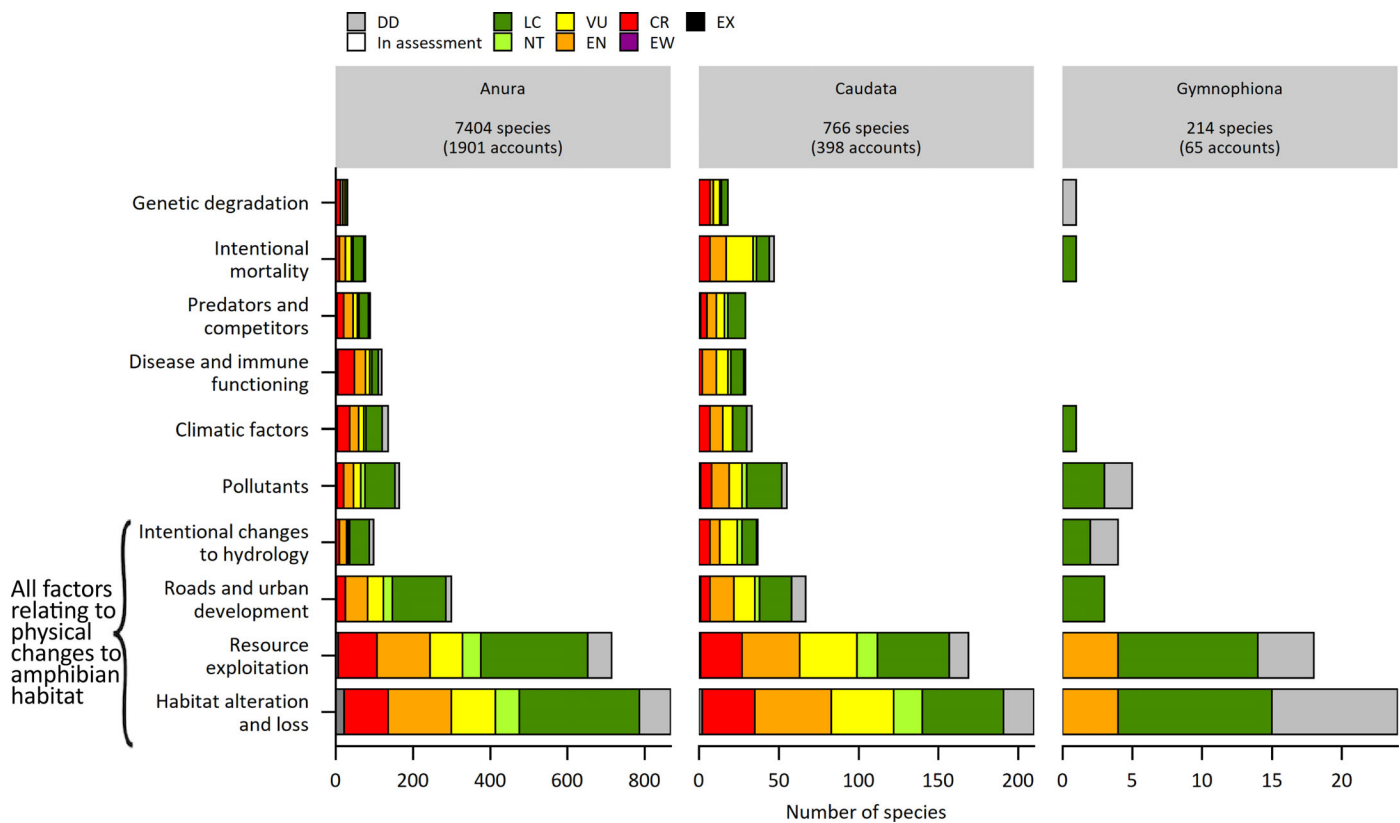 DD LC VU CR EX
In assessment NT EN EW
Anura
7404 species
(1901 accounts)
Caudata
766 species
(398 accounts)
Gymnophiona
214 species
(65 accounts)
Genetic degradation
Intentional
mortality
Predators and
competitors
Disease and immune
functioning
Climatic factors
Pollutants
Intentional changes
to hydrology
Roads and urban
development
Resource
exploitation
Habitat alteration
and loss
All factors
relating to
physical
changes to
amphibian
habitat
0 200 400 600 800
0 50 100 150 200
0 5 10 15 20
Number of species